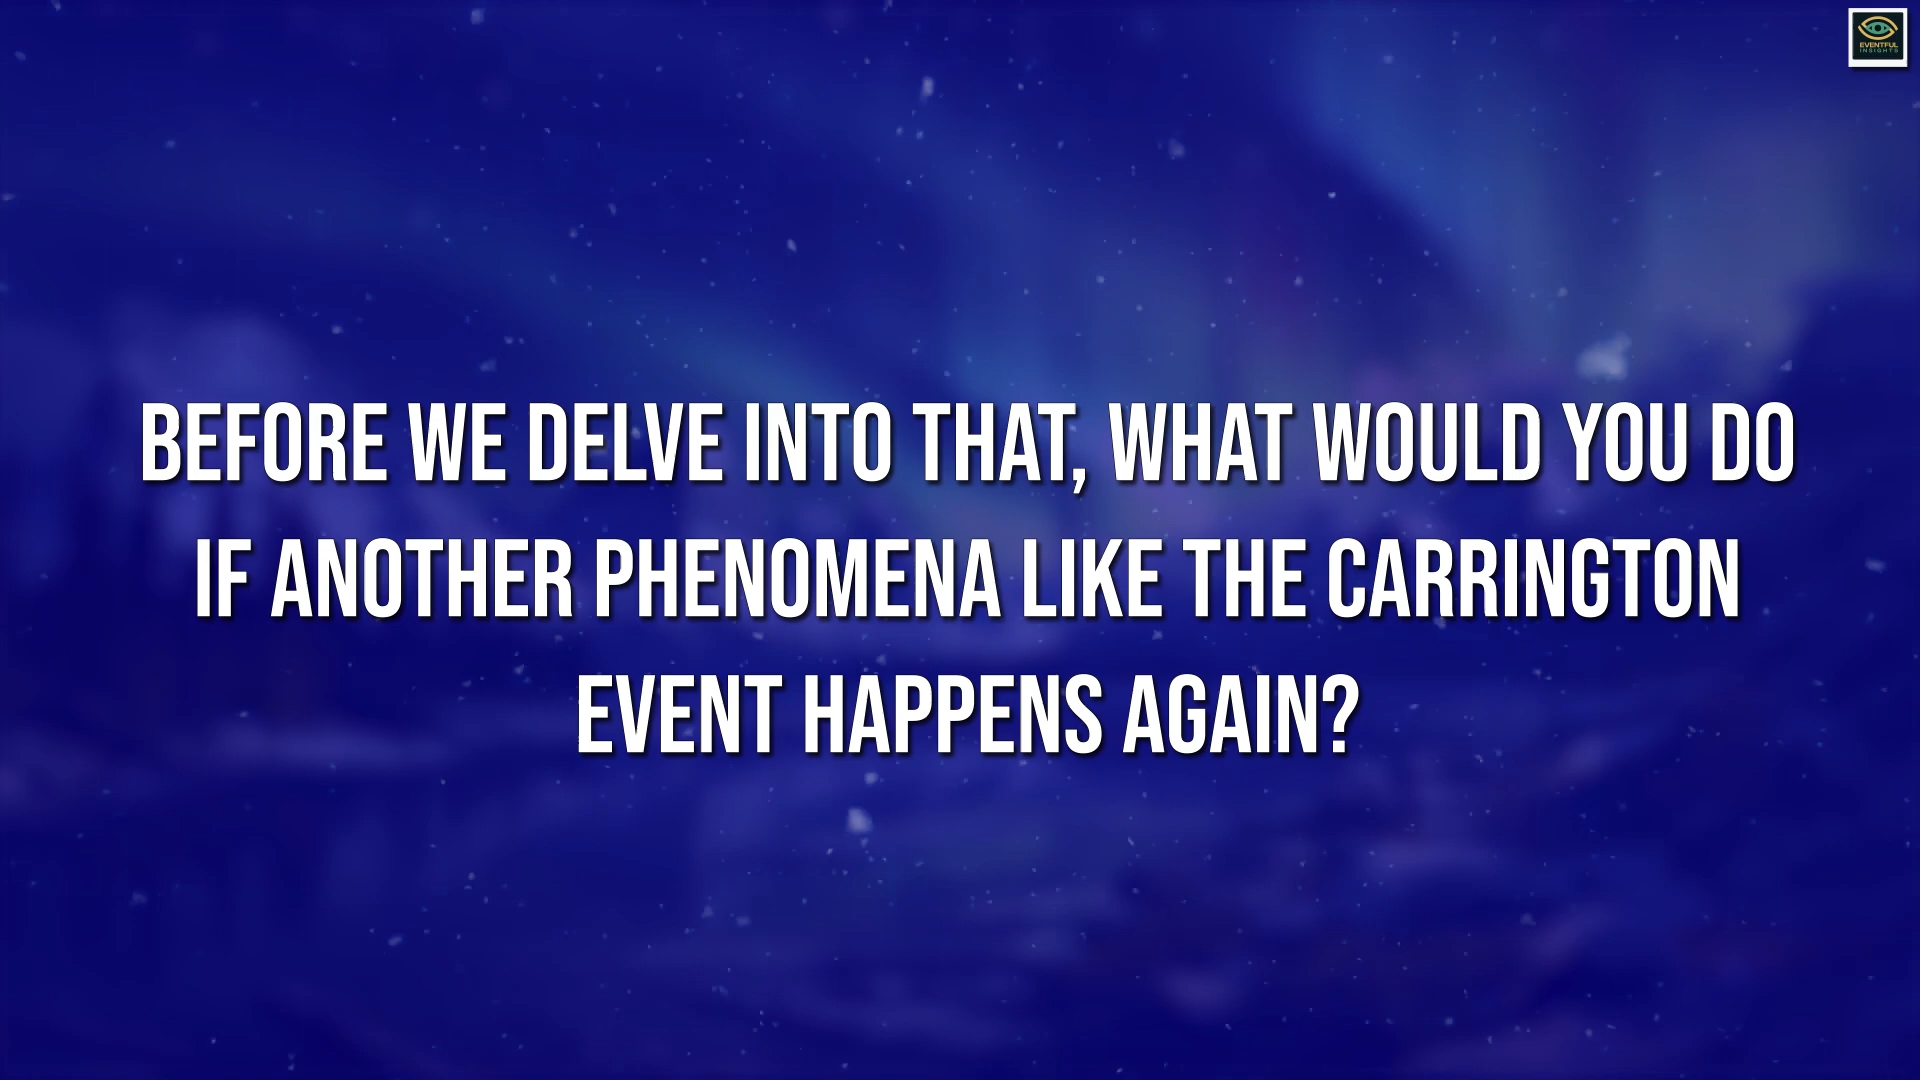 EVENTFUL
INSIGHTS
BEFORE WE DELVE INTO THAT, WHAT WOULD YOU DO
IF ANOTHER PHENOMENA LIKE THE CARRINGTON
EVENT HAPPENS AGAIN?